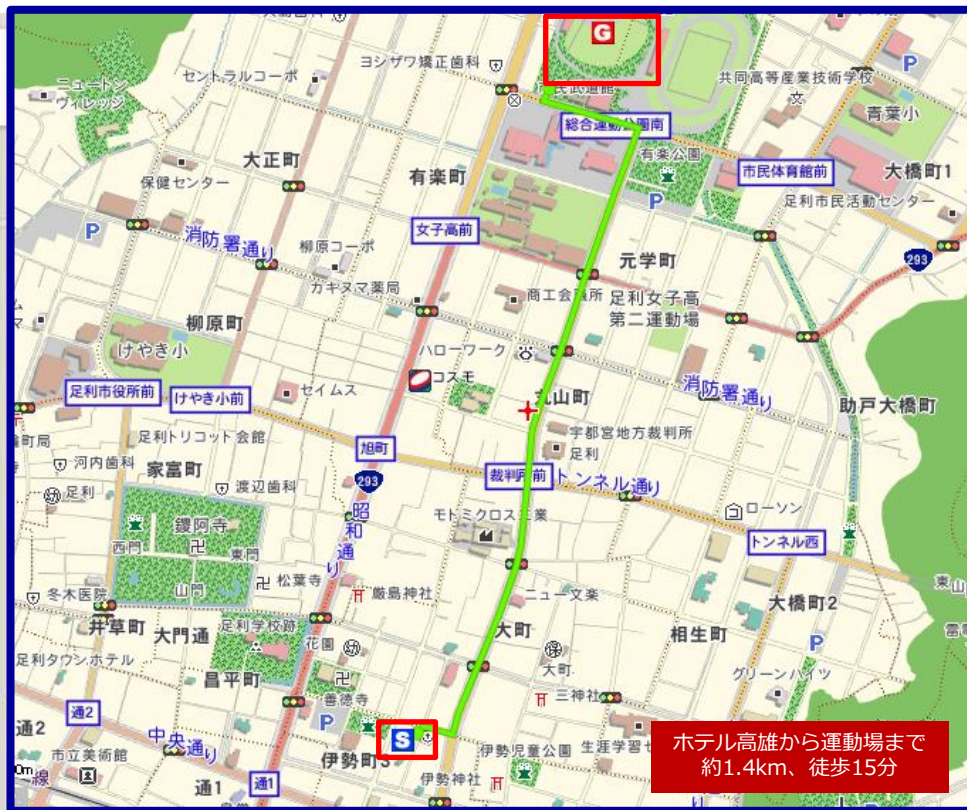 G
ヨシザワ矯正歯科
セントラルコーポ
ニュートン
ヴィレッジ
共同高等産業技術学校
P
青葉小
総合運動公園南
大正町
有楽公園
有楽町
市民体育館前
大橋町1
保健センター
足利市民活動センター
P
P
女子高前
消防署通り
柳原コーポ
元学町
293
カキヌマ薬局
商工会議所
足利女子高
第二運動場
柳原町
けやき小
ハローワーク
コスモ
足利市役所前
けやき小前
セイムス
丸山町
消防署通り
助戸大橋町
足利トリコット会館
旭町
宇都宮地方裁判所
足利
河内歯科
家富町
293
裁判所前
トンネル通り
足利
渡辺歯科
昭和通り
モトミクロス工業
ローソン
鑁阿寺
トンネル西
西門
東門
山門
松葉寺
冬木医院
厳島神社
ニュー文楽
大橋町2
井草町
大門通
足利学校跡
花園
大町
相生町
P
足利タウンホテル
大町
昌平町
グリーンハイツ
善徳寺
三神社
通2
通2
P
S
中央通り
伊勢町3
伊勢児童公園
市立美術館
通1
通1
伊勢神社
ホテル高雄から運動場まで
約1.4km、徒歩15分